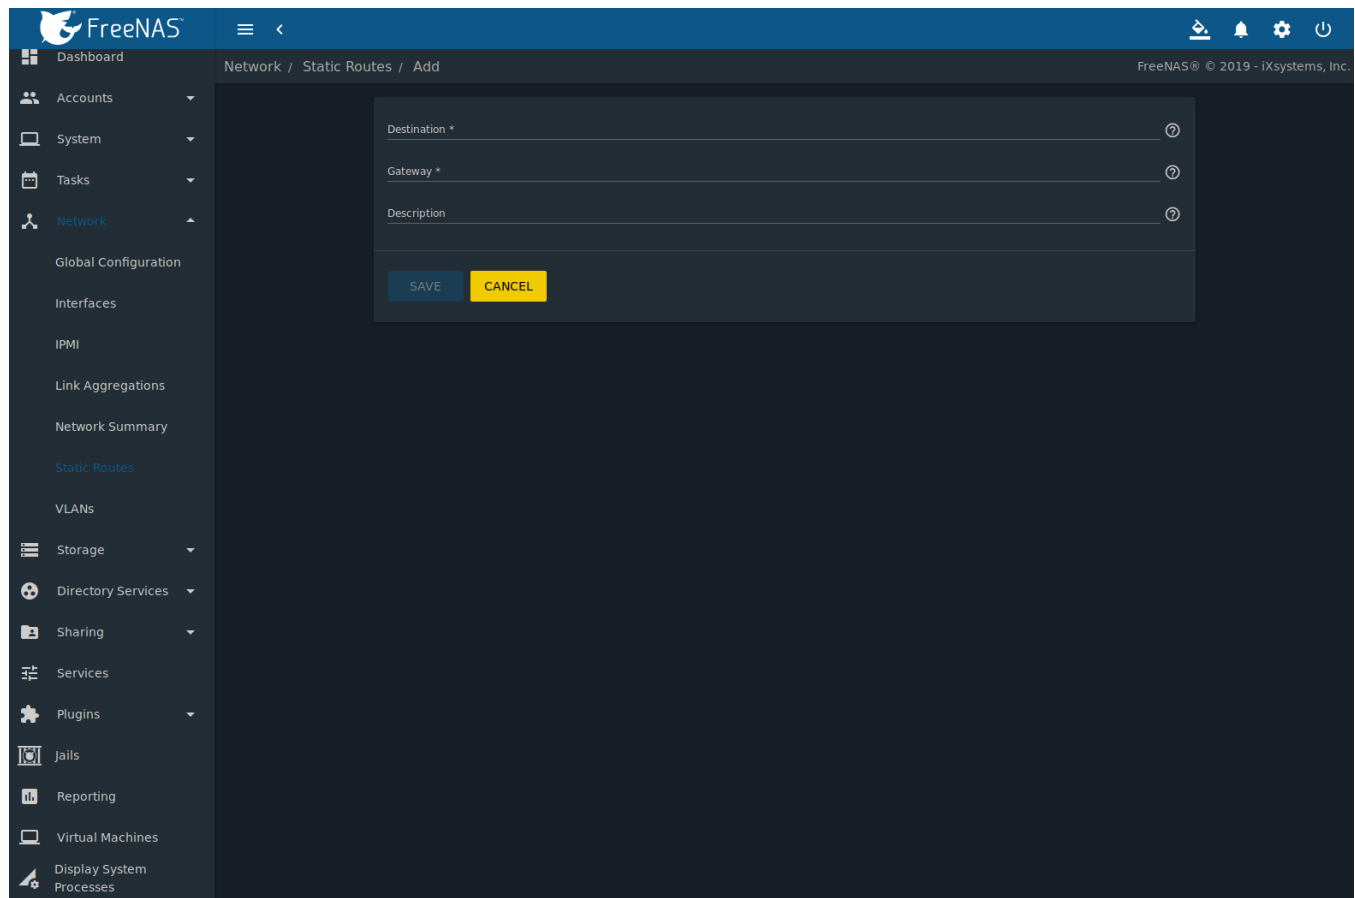 FreeNAS™
Dashboard
Network / Static Routes / Add
FreeNAS® © 2019 - iXsystems, Inc.
Accounts
System
Tasks
Network
Global Configuration
Interfaces
IPMI
Link Aggregations
Network Summary
Static Routes
VLANs
Storage
Directory Services
Sharing
Services
Plugins
Jails
Reporting
Virtual Machines
Display System
Processes
Destination *
Gateway *
Description
SAVE CANCEL